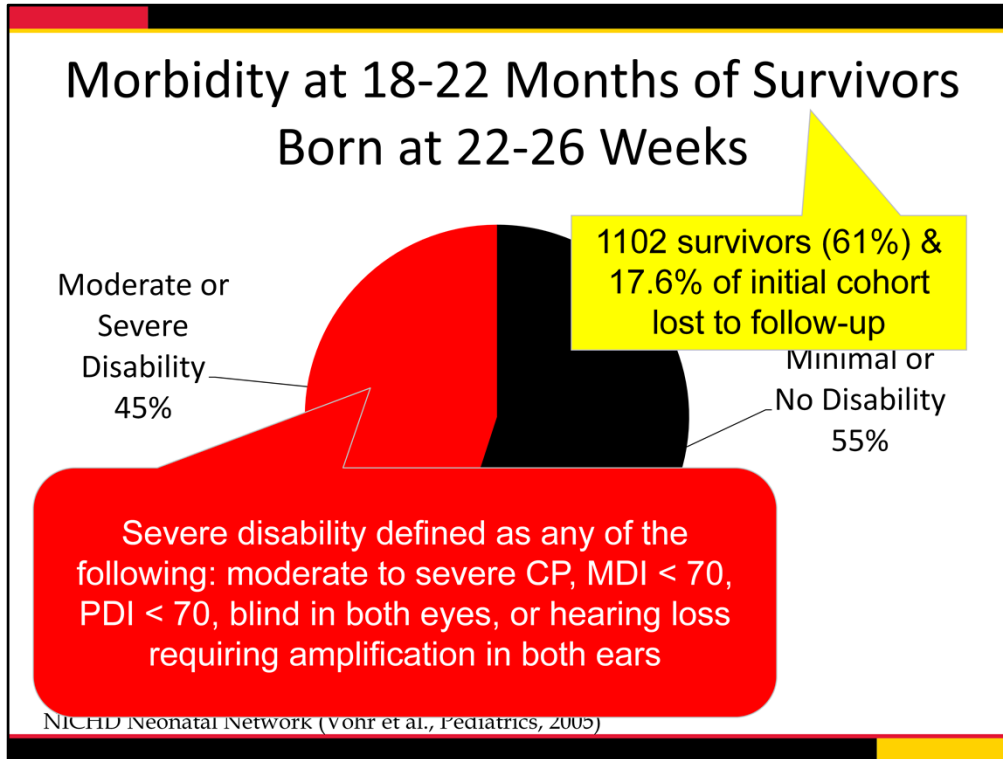 Morbidity at 18-22 Months of Survivors
Born at 22-26 Weeks
1102 survivors (61%) &
17.6% of initial cohort
lost to follow-up
Moderate or
Severe
Disability
45%
Minimal or
No Disability
55%
Severe disability defined as any of the
following: moderate to severe CP, MDI < 70,
PDI < 70, blind in both eyes, or hearing loss
requiring amplification in both ears
NICHD Neonatal Network (Vohr et al., Pediatrics, 2005)